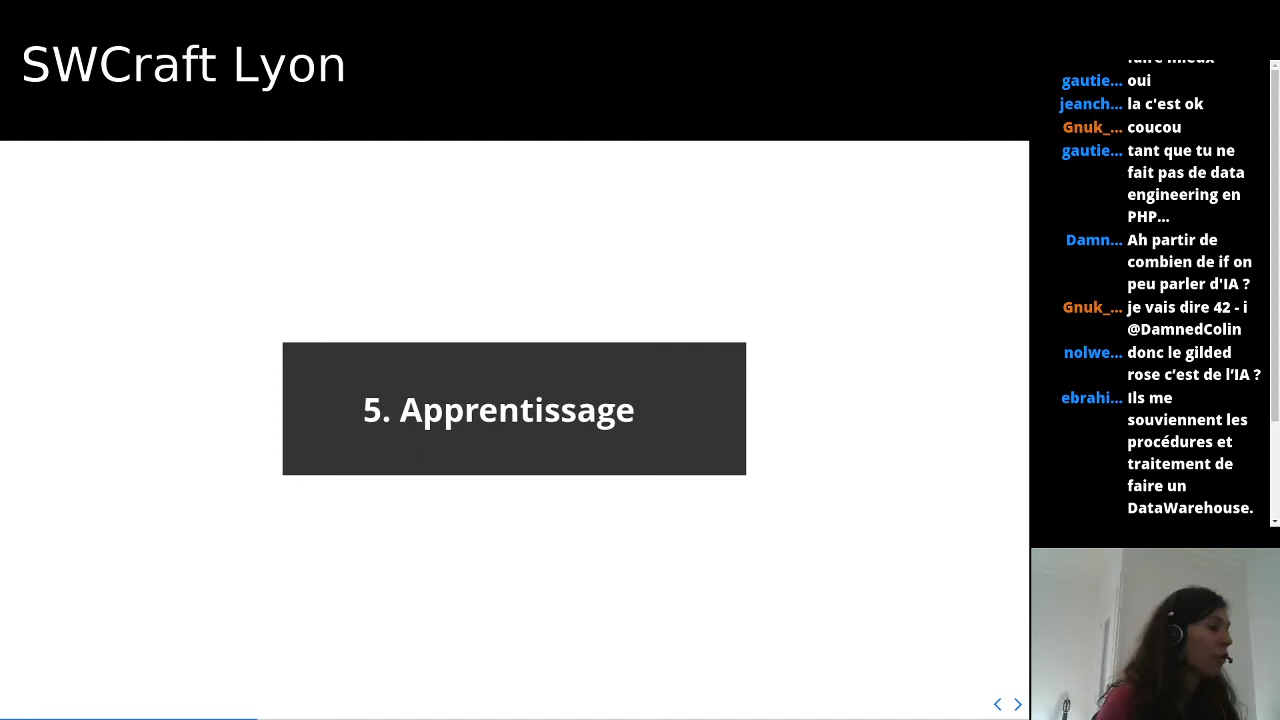 SWCraft Lyon
5. Apprentissage
gautie... oui
jeanch... la c'est ok
Gnuk_... coucou
gautie... tant que tu ne
fait pas de data
engineering en
PHP...
Damn... Ah partir de
combien de if on
peu parler d'IA ?
Gnuk_... je vais dire 42 - i
@DamnedColin
nolwe... donc le gilded
rose c’est de l’IA ?
ebrahi... Ils me
souviennent les
procédures et
traitement de
faire un
DataWarehouse.